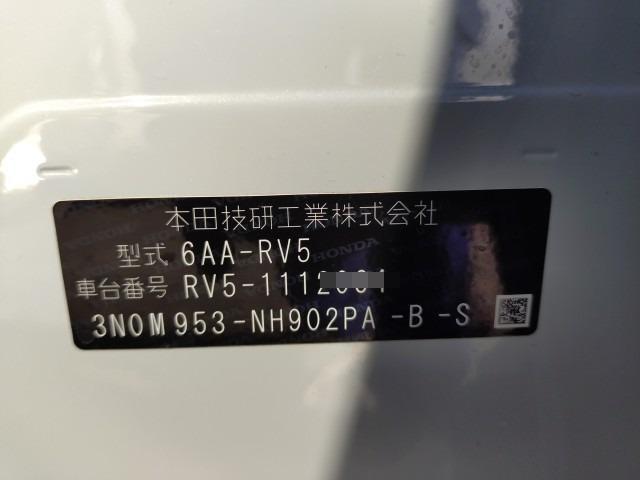 本田技研工業株式会社
型式 6AA-RV5
車台番号 RV5-1112
3N0M953-NH902PA -B -S